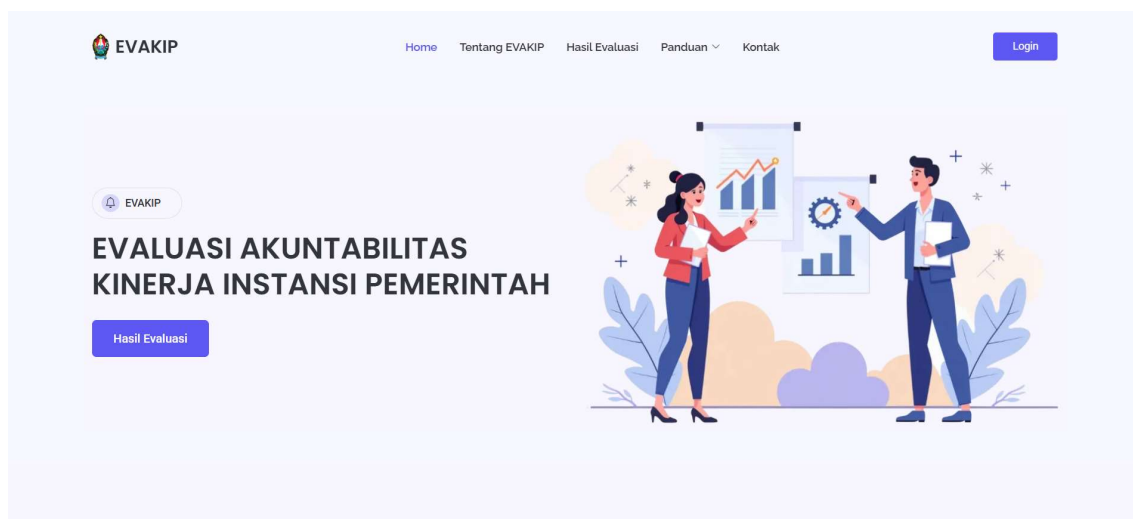 EVAKIP
Home
Tentang EVAKIP
Hasil Evaluasi
Panduan
Kontak
Login
EVAKIP
EVALUASI AKUNTABILITAS
KINERJA INSTANSI PEMERINTAH
Hasil Evaluasi